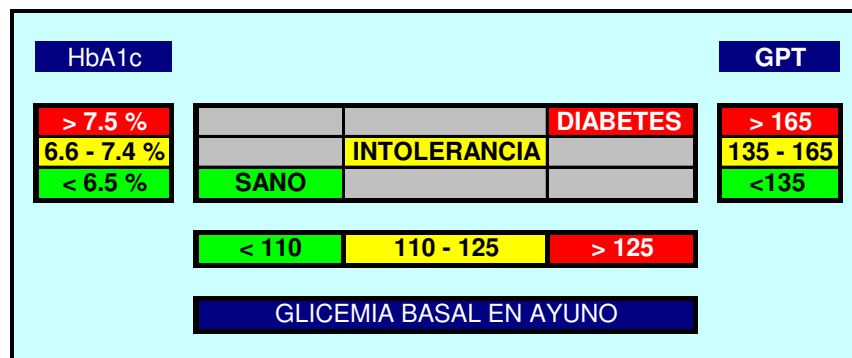 HbA1c GPT
> 7.5 % DIABETES > 165
6.6 - 7.4 % INTOLERANCIA 135 - 165
< 6.5 % SANO <135
< 110 110 - 125 > 125
GLICEMIA BASAL EN AYUNO